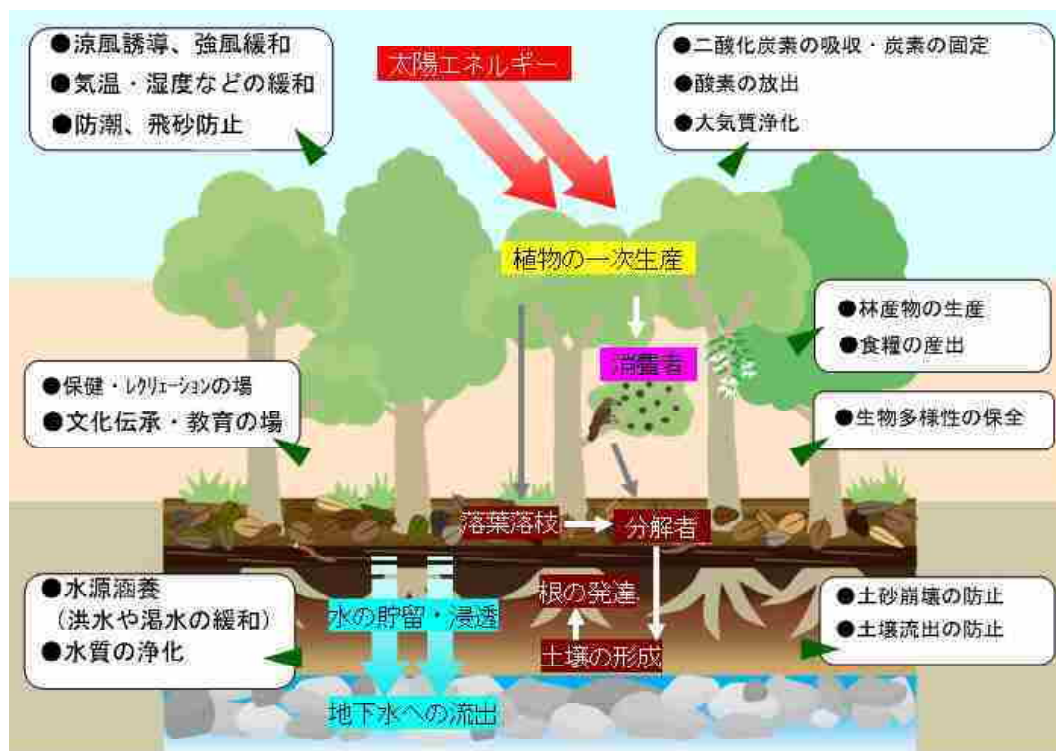 ●涼風誘導、強風緩和
●気温・湿度などの緩和
●防潮、飛砂防止
太陽エネルギー
●二酸化炭素の吸収・炭素の固定
●酸素の放出
●大気質浄化
植物の一次生産
●林産物の生産
●食糧の産出
消費者
●保健・ﾚｸﾘｪｰｼｮﾝの場
●文化伝承・教育の場
●生物多様性の保全
落葉落枝
分解者
●水源涵養
(洪水や渇水の緩和)
●水質の浄化
水の貯留・浸透
根の発達
土壌の形成
●土砂崩壊の防止
●土壌流出の防止
地下水への流出